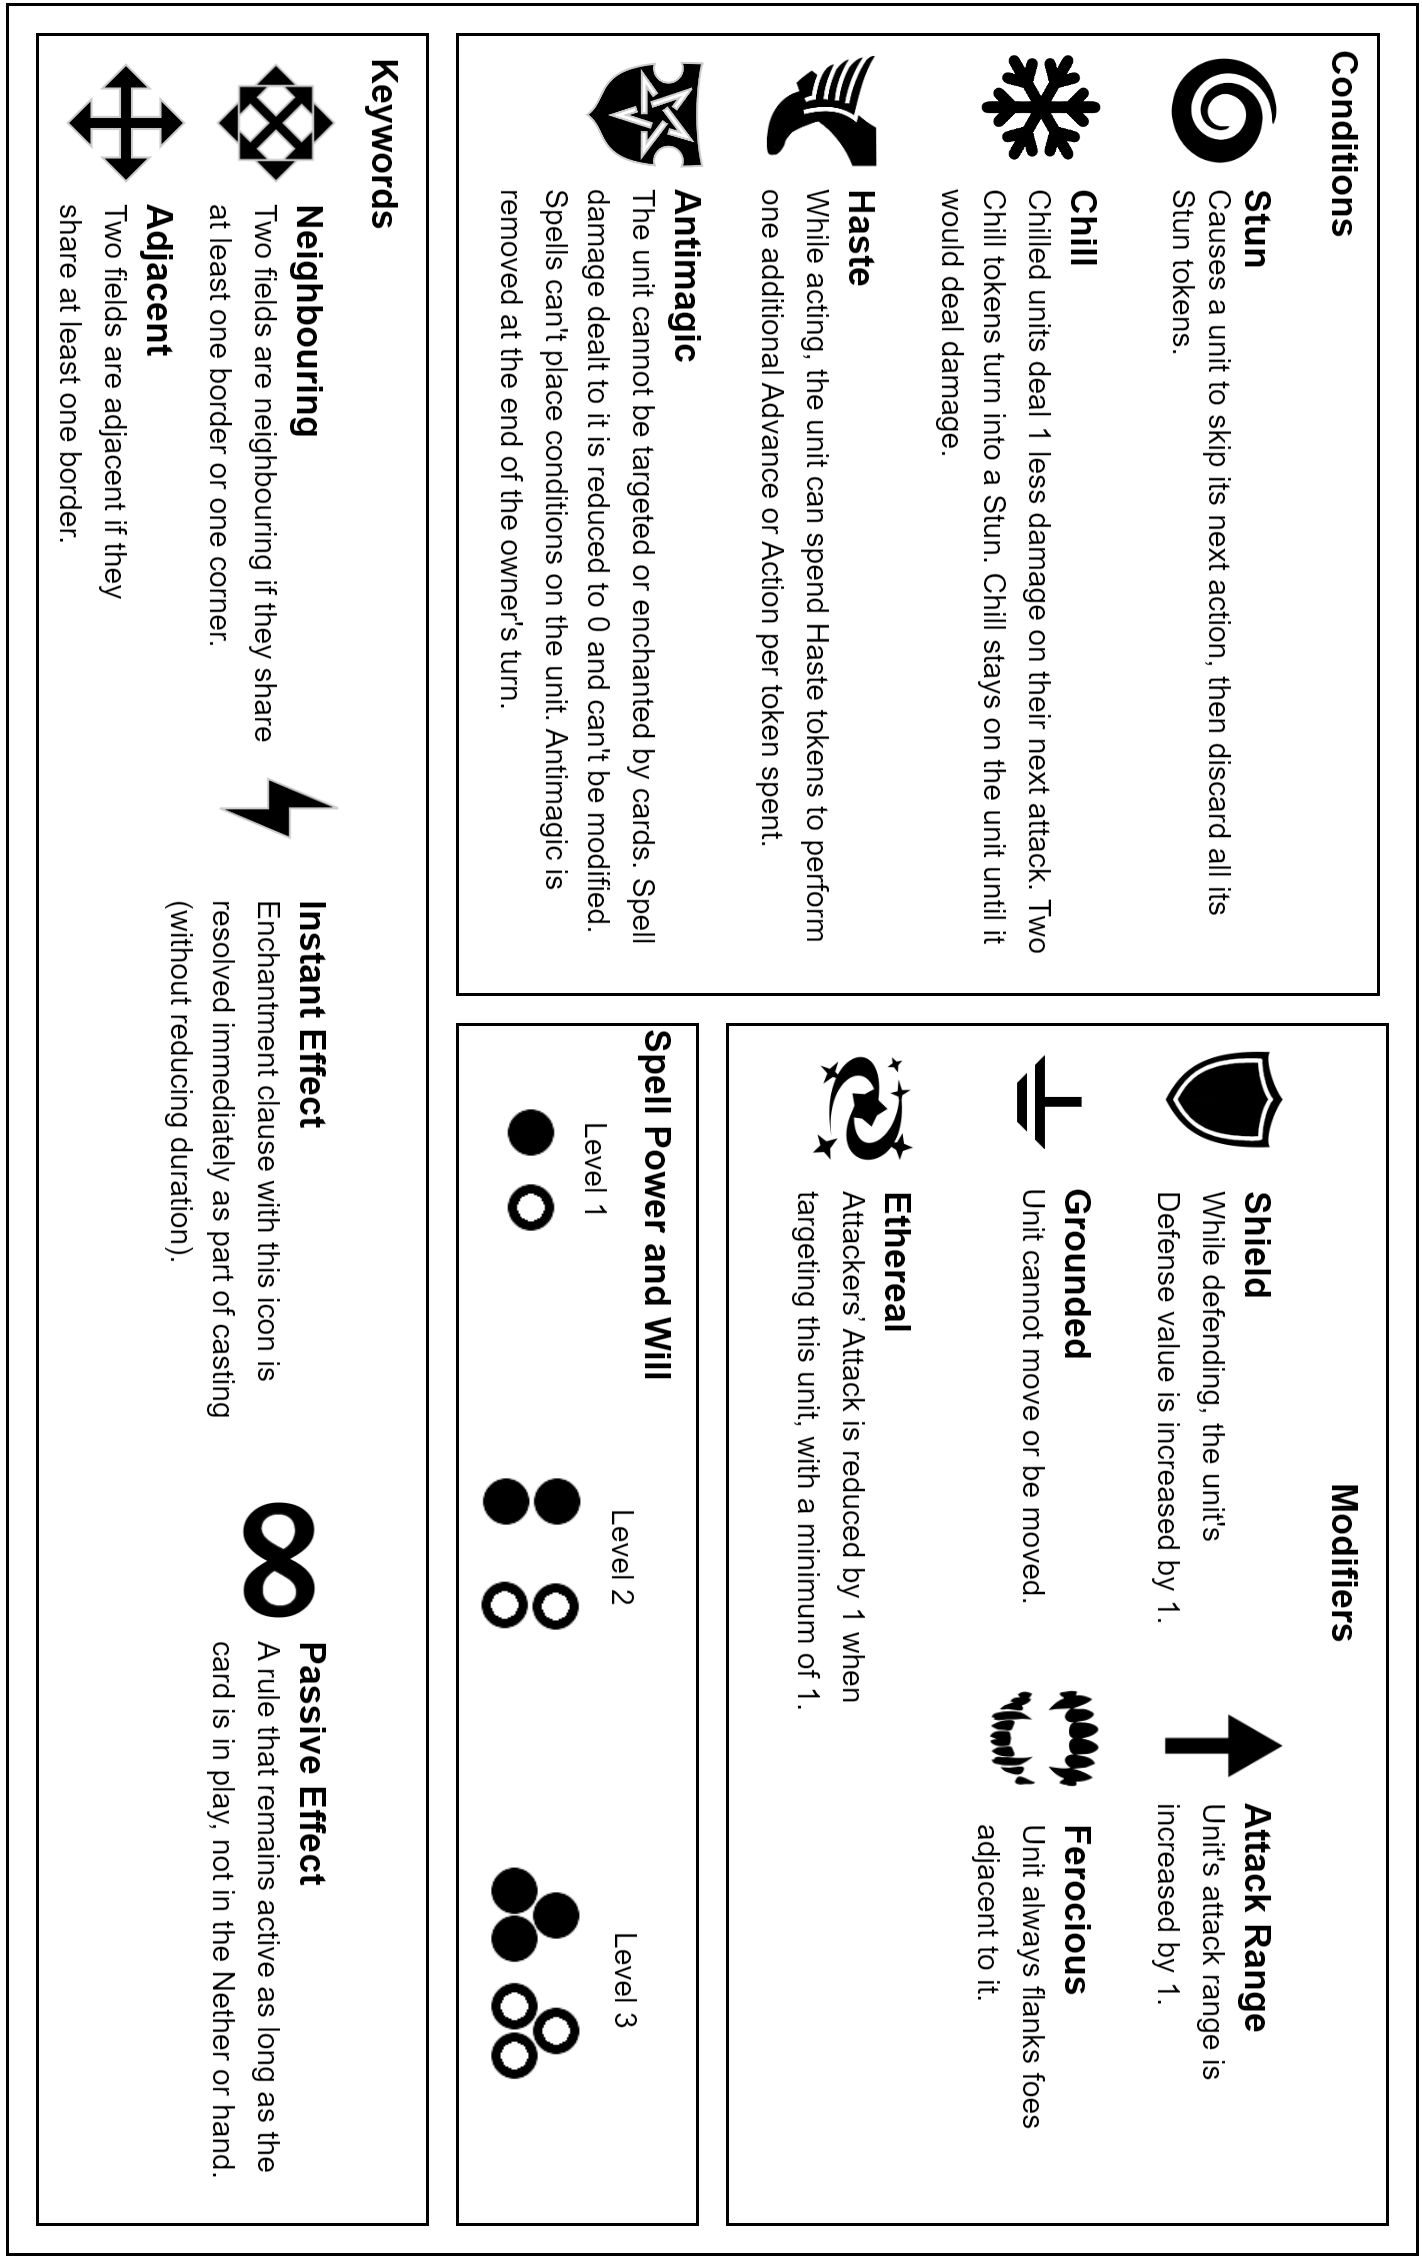 Conditions
Stun
Causes a unit to skip its next action, then discard all its
Stun tokens.
Chill
Chilled units deal 1 less damage on their next attack. Two
Chill tokens turn into a Stun. Chill stays on the unit until it
would deal damage.
Haste
While acting, the unit can spend Haste tokens to perform
one additional Advance or Action per token spent.
Antimagic
The unit cannot be targeted or enchanted by cards. Spell
damage dealt to it is reduced to 0 and can't be modified.
Spells can't place conditions on the unit. Antimagic is
removed at the end of the owner's turn.
Modifiers
Shield
While defending, the unit's
Defense value is increased by 1.
Attack Range
Unit's attack range is
increased by 1.
Grounded
Unit cannot move or be moved.
Ferocious
Unit always flanks foes
adjacent to it.
Ethereal
Attackers’ Attack is reduced by 1 when
targeting this unit, with a minimum of 1.
Spell Power and Will
Level 1
Level 2
Level 3
Keywords
Neighbouring
Two fields are neighbouring if they share
at least one border or one corner.
Adjacent
Two fields are adjacent if they
share at least one border.
Instant Effect
Enchantment clause with this icon is
resolved immediately as part of casting
(without reducing duration).
Passive Effect
A rule that remains active as long as the
card is in play, not in the Nether or hand.